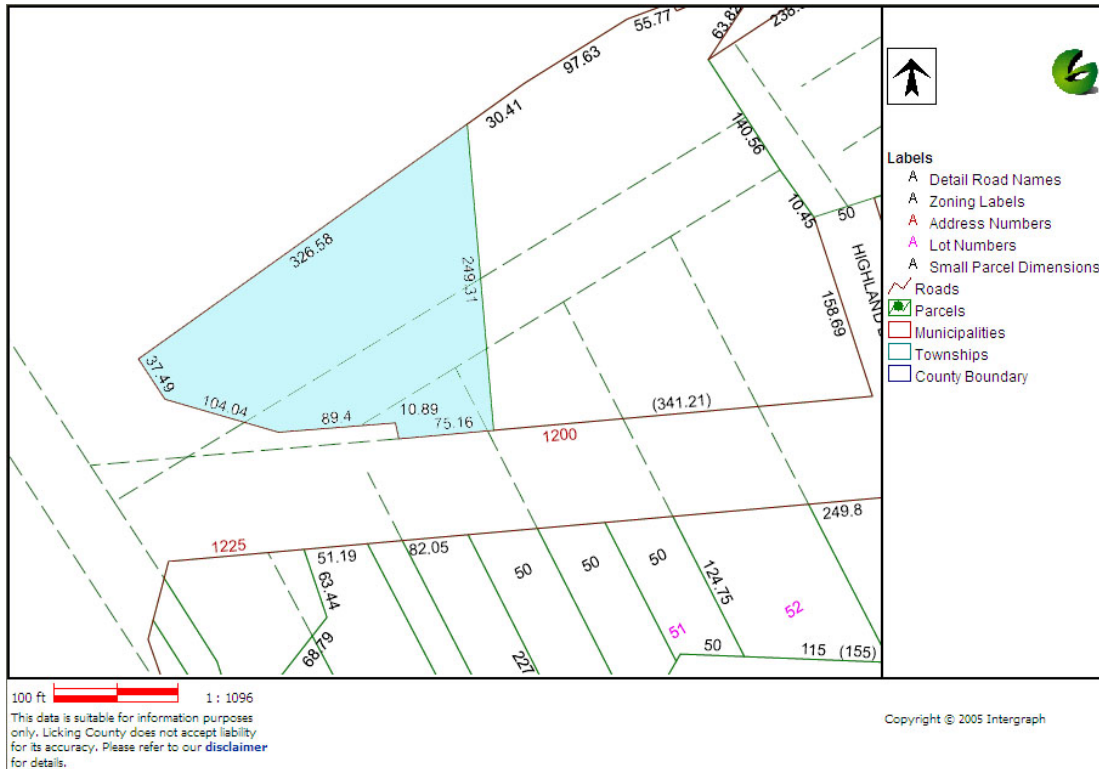 55.77
63.82
97.63
30.41
140.56
10.45
50
326.58
249.31
HIGHLAND
158.69
37.49
104.04
89.4
10.89
75.16
(341.21)
1200
249.8
1225
51.19
82.05
63.44
50
50
50
124.75
52
51
68.79
227
50
115
(155)
Labels
A Detail Road Names
A Zoning Labels
A Address Numbers
A Lot Numbers
A Small Parcel Dimensions
Roads
Parcels
Municipalities
Townships
County Boundary
100 ft
1 : 1096
This data is suitable for information purposes
only. Licking County does not accept liability
for its accuracy. Please refer to our disclaimer
for details.
Copyright © 2005 Intergraph